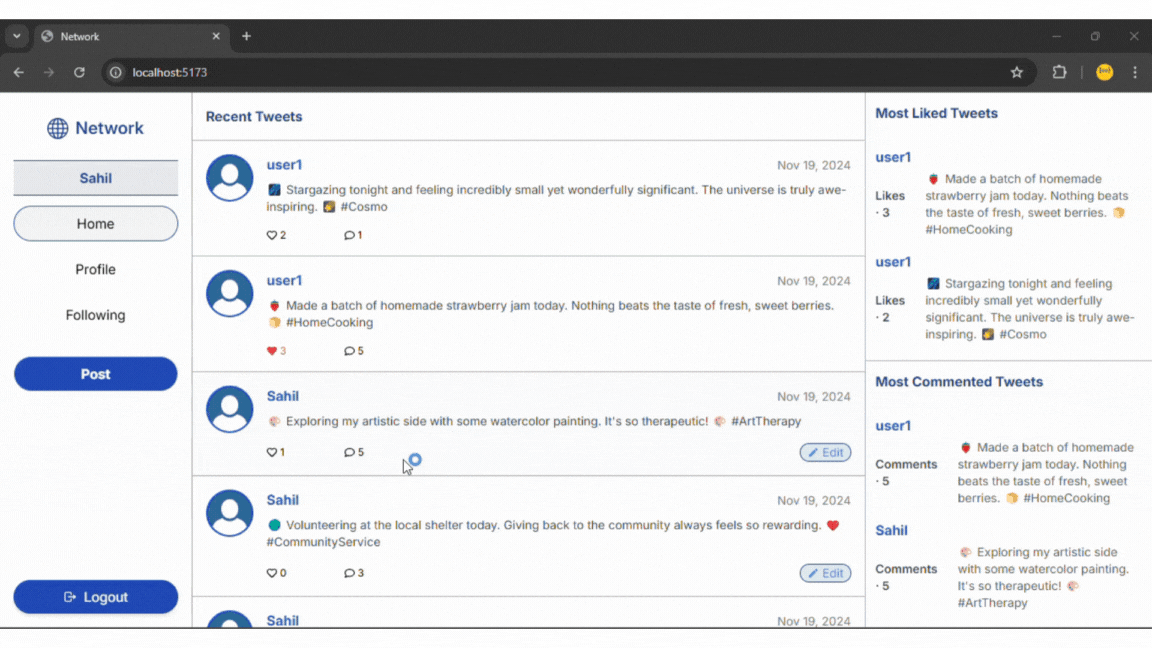 Network
localhost:5173
Network
Sahil
Home
Profile
Following
Post
Logout
Recent Tweets
user1
Nov 19, 2024
Stargazing tonight and feeling incredibly small yet wonderfully significant. The universe is truly awe-
inspiring. #Cosmo
2
1
user1
Nov 19, 2024
Made a batch of homemade strawberry jam today. Nothing beats the taste of fresh, sweet berries.
#HomeCooking
3
5
Sahil
Nov 19, 2024
Exploring my artistic side with some watercolor painting. It's so therapeutic! #ArtTherapy
1
5
Edit
Sahil
Nov 19, 2024
Volunteering at the local shelter today. Giving back to the community always feels so rewarding.
#CommunityService
0
3
Edit
Sahil
Nov 19, 2024
Most Liked Tweets
user1
Likes
· 3
Made a batch of homemade
strawberry jam today. Nothing beats
the taste of fresh, sweet berries.
#HomeCooking
user1
Likes
· 2
Stargazing tonight and feeling
incredibly small yet wonderfully
significant. The universe is truly awe-
inspiring. #Cosmo
Most Commented Tweets
user1
Comments
· 5
Made a batch of homemade
strawberry jam today. Nothing
beats the taste of fresh, sweet
berries. #HomeCooking
Sahil
Comments
· 5
Exploring my artistic side
with some watercolor painting.
It's so therapeutic!
#ArtTherapy